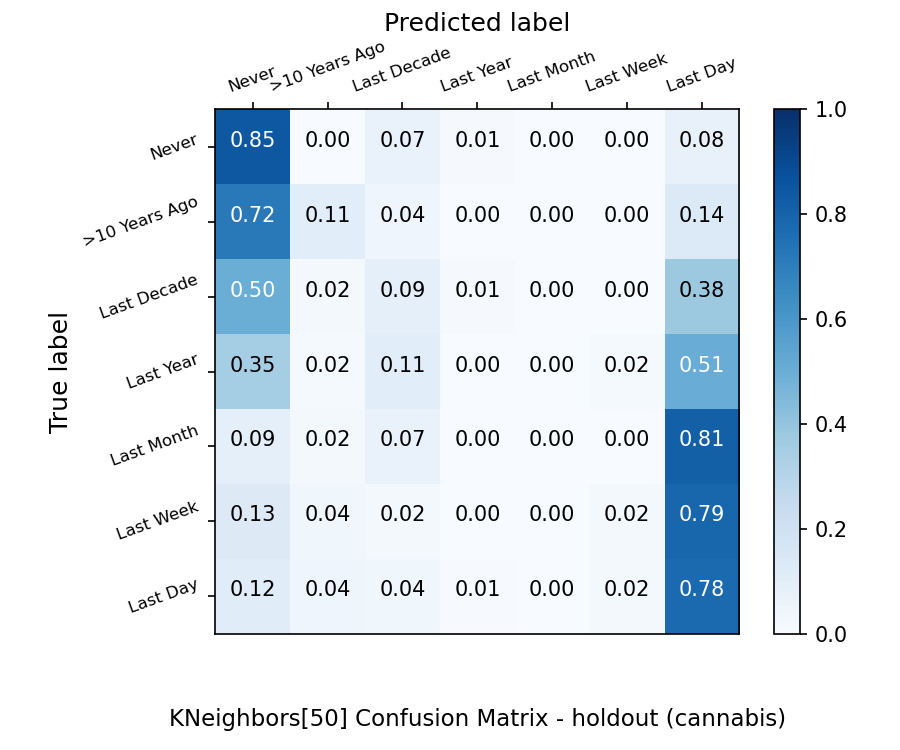 Predicted label
Never >10 Years Ago Last Decade Last Year Last Month Last Week Last Day
True label
Never 0.85 0.00 0.07 0.01 0.00 0.00 0.08
>10 Years Ago 0.72 0.11 0.04 0.00 0.00 0.00 0.14
Last Decade 0.50 0.02 0.09 0.01 0.00 0.00 0.38
Last Year 0.35 0.02 0.11 0.00 0.00 0.02 0.51
Last Month 0.09 0.02 0.07 0.00 0.00 0.00 0.81
Last Week 0.13 0.04 0.02 0.00 0.00 0.02 0.79
Last Day 0.12 0.04 0.04 0.01 0.00 0.02 0.78
1.0
0.8
0.6
0.4
0.2
0.0
KNeighbors[50] Confusion Matrix - holdout (cannabis)